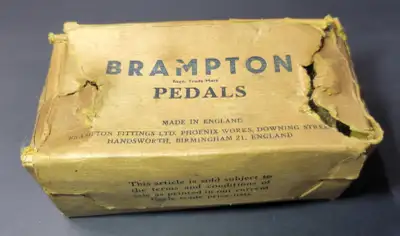 BRAMPTON
Regd. Trade Mark
PEDALS
MADE IN ENGLAND
BRAMPTON FITTINGS LTD. PHOENIX WORKS, DOWNING STREET
HANDSWORTH, BIRMINGHAM 21, ENGLAND
This article is sold subject to
the terms and conditions of
sale as printed in our current
trade price lists